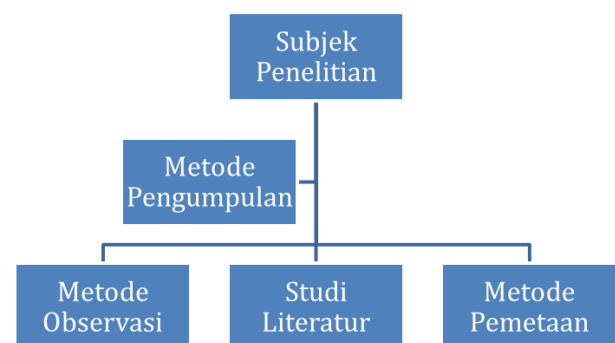 Subjek
Penelitian
Metode
Pengumpulan
Metode
Observasi
Studi
Literatur
Metode
Pemetaan